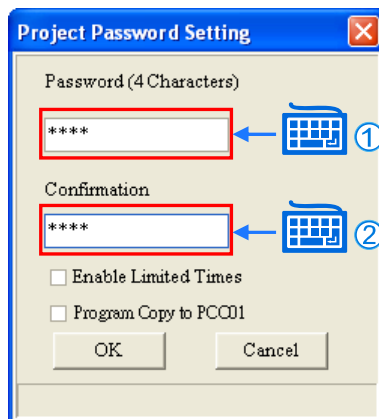 Project Password Setting
Password (4 Characters)
****
①
Confirmation
****
②
Enable Limited Times
Program Copy to PCC01
OK Cancel